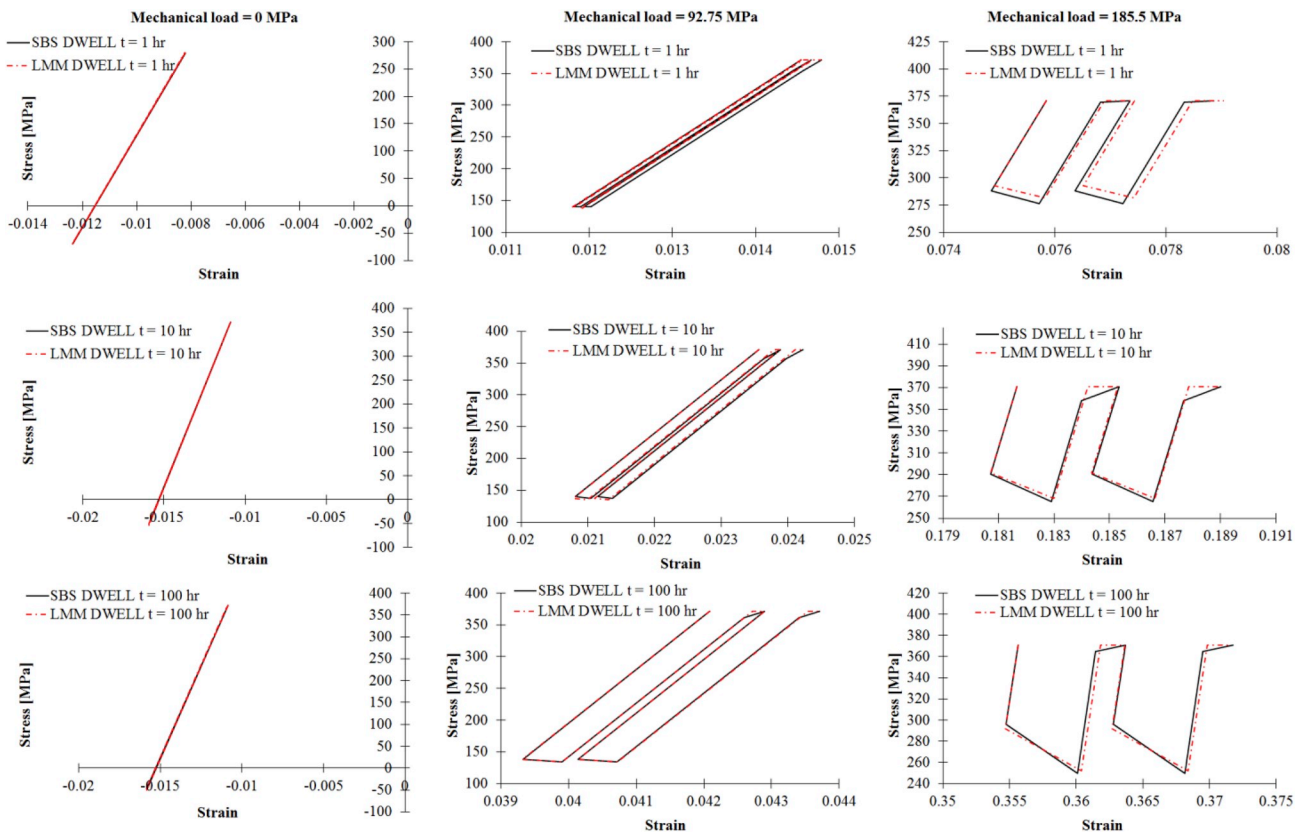 Mechanical load = 0 MPa
SBS DWELL t = 1 hr
LMM DWELL t = 1 hr
Stress [MPa]
300
250
200
150
100
50
0
-50
-100
-0.014 -0.012 -0.01 -0.008 -0.006 -0.004 -0.002 0
Strain
Mechanical load = 92.75 MPa
SBS DWELL t = 1 hr
LMM DWELL t = 1 hr
Stress [MPa]
400
350
300
250
200
150
100
0.011 0.012 0.013 0.014 0.015
Strain
Mechanical load = 185.5 MPa
SBS DWELL t = 1 hr
LMM DWELL t = 1 hr
Stress [MPa]
425
400
375
350
325
300
275
250
0.074 0.076 0.078 0.08
Strain
SBS DWELL t = 10 hr
LMM DWELL t = 10 hr
Stress [MPa]
400
350
300
250
200
150
100
50
0
-50
-100
-0.02 -0.015 -0.01 -0.005 0
Strain
SBS DWELL t = 10 hr
LMM DWELL t = 10 hr
Stress [MPa]
400
350
300
250
200
150
100
0.02 0.021 0.022 0.023 0.024 0.025
Strain
SBS DWELL t = 10 hr
LMM DWELL t = 10 hr
Stress [MPa]
410
390
370
350
330
310
290
270
250
0.179 0.181 0.183 0.185 0.187 0.189 0.191
Strain
SBS DWELL t = 100 hr
LMM DWELL t = 100 hr
Stress [MPa]
400
350
300
250
200
150
100
50
0
-50
-100
-0.02 -0.015 -0.01 -0.005 0
Strain
SBS DWELL t = 100 hr
LMM DWELL t = 100 hr
Stress [MPa]
400
350
300
250
200
150
100
0.039 0.04 0.041 0.042 0.043 0.044
Strain
SBS DWELL t = 100 hr
LMM DWELL t = 100 hr
Stress [MPa]
420
400
380
360
340
320
300
280
260
240
0.35 0.355 0.36 0.365 0.37 0.375
Strain